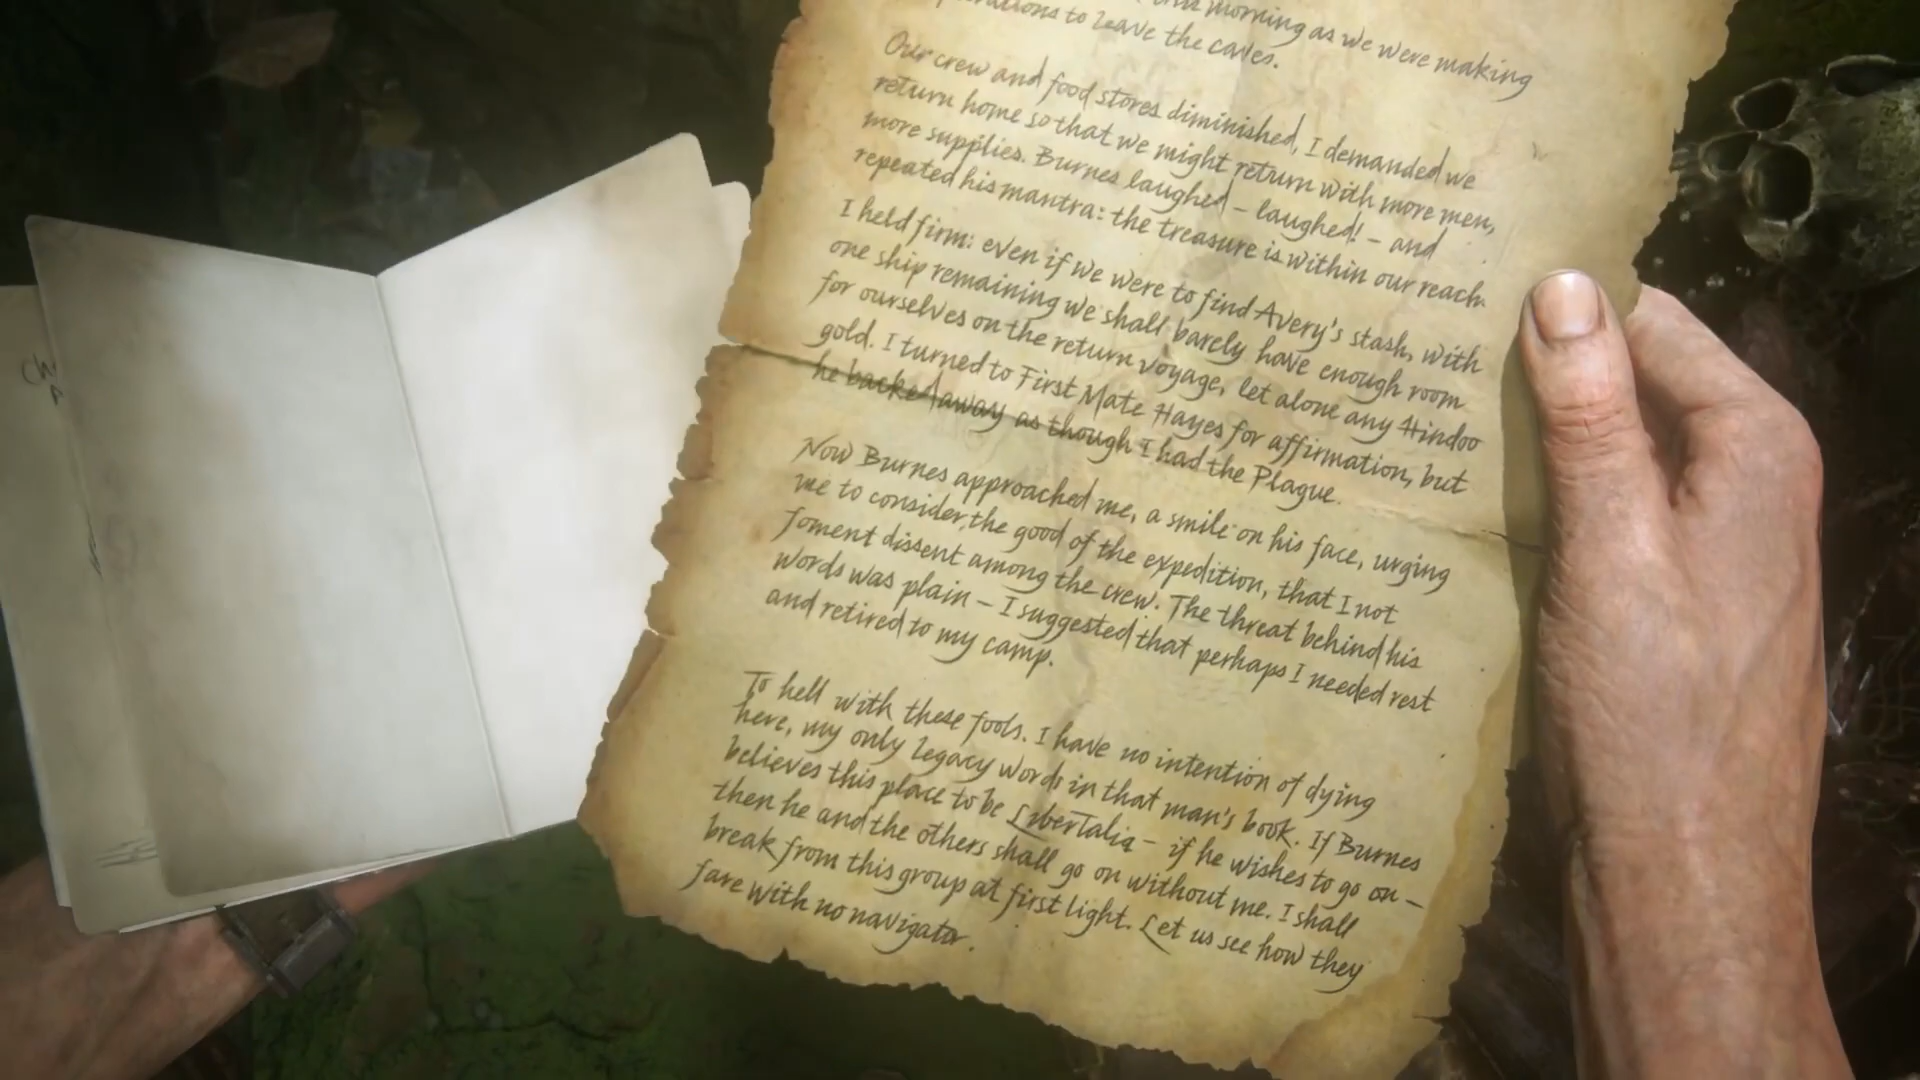 morning as we were making
to leave the caves.
Our crew and food stores diminished, I demanded we
return home so that we might return with more men,
more supplies. Burnes laughed – laughed! – and
repeated his mantra: the treasure is within our reach.
I held firm: even if we were to find Avery's stash, with
one ship remaining we shall barely have enough room
for ourselves on the return voyage, let alone any Hindoo
gold. I turned to First Mate Hayes for affirmation, but
he backed away as though I had the Plague.
Now Burnes approached me, a smile on his face, urging
me to consider the good of the expedition, that I not
foment dissent among the crew. The threat behind his
words was plain – I suggested that perhaps I needed rest
and retired to my camp.
To hell with these fools. I have no intention of dying
here, my only legacy words in that man's book. If Burnes
believes this place to be Libertalia – if he wishes to go on –
then he and the others shall go on without me. I shall
break from this group at first light. Let us see how they
fare with no navigator.